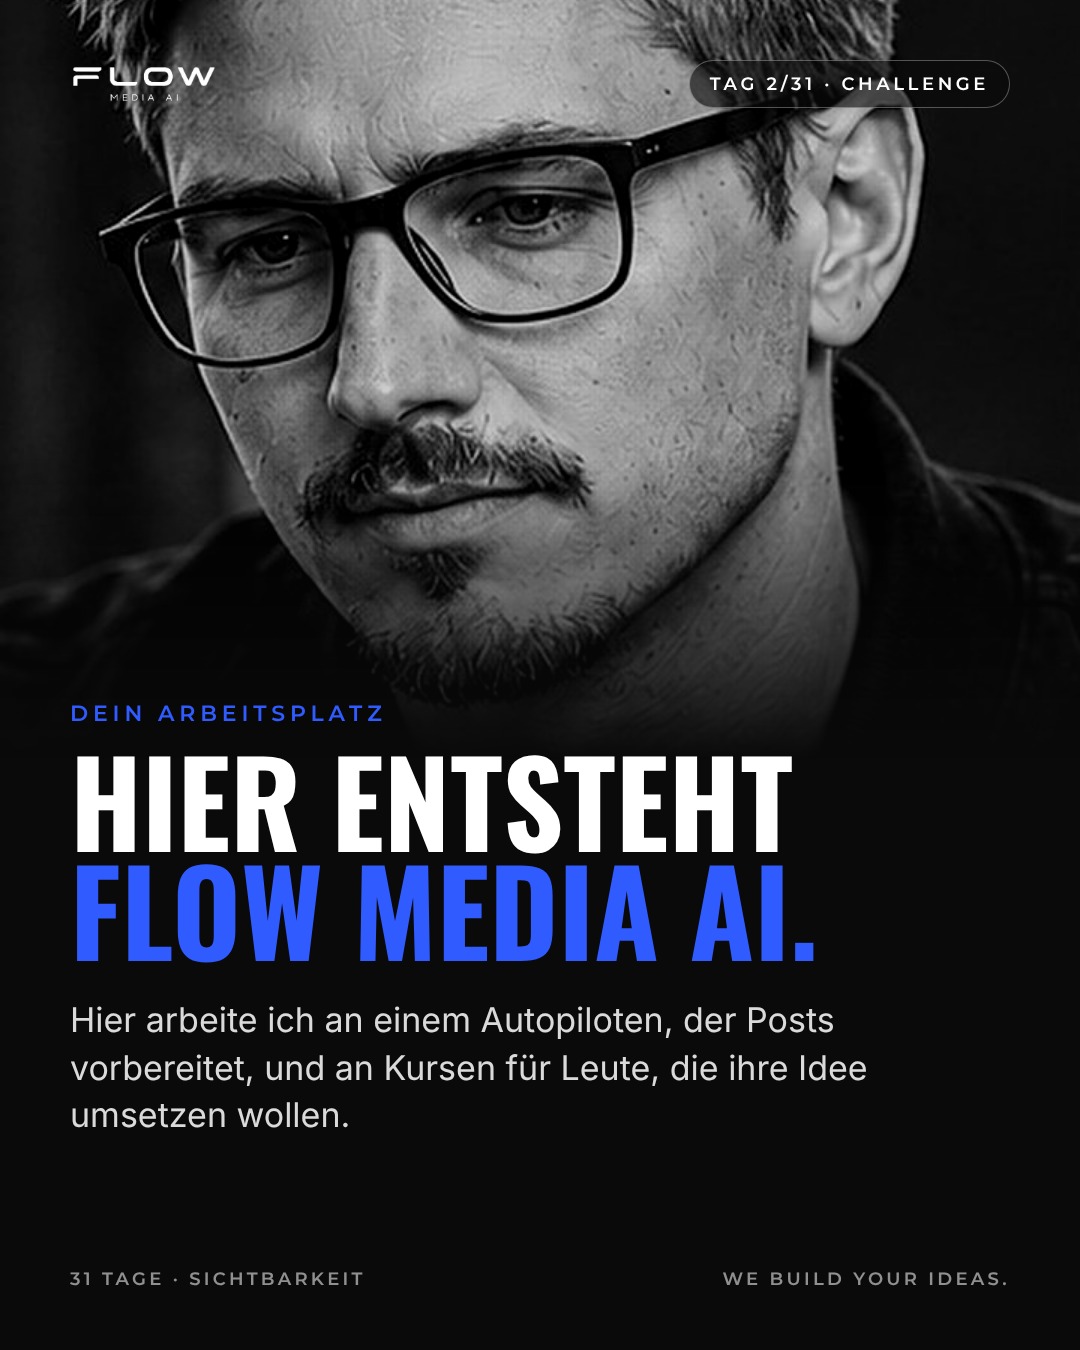 FLOW
MEDIA AI
TAG 2/31 · CHALLENGE
DEIN ARBEITSPLATZ
HIER ENTSTEHT
FLOW MEDIA AI.
Hier arbeite ich an einem Autopiloten, der Posts
vorbereitet, und an Kursen für Leute, die ihre Idee
umsetzen wollen.
31 TAGE · SICHTBARKEIT
WE BUILD YOUR IDEAS.